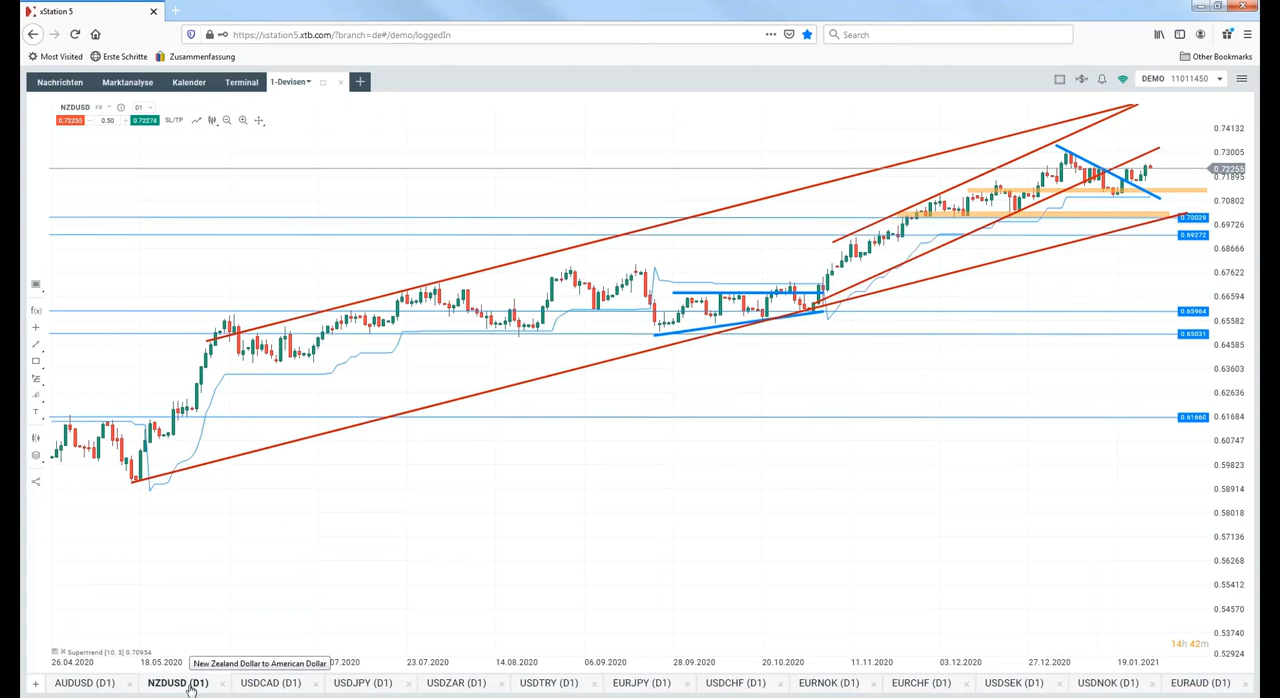 xStation 5
https://xstation5.xtb.com/?branch=de#/demo/loggedIn
Search
Most Visited
Erste Schritte
Zusammenfassung
Other Bookmarks
Nachrichten
Marktanalyse
Kalender
Terminal
1-Devisen
DEMO 11011450
NZDUSD FX D1
0.72255 0.50 0.72274 SL/TP
0.74132
0.73005
0.72255
0.71895
0.70802
0.70029
0.69726
0.69272
0.68666
0.67622
0.66594
0.65964
0.65582
0.65031
0.64585
0.63603
0.62636
0.61684
0.61660
0.60747
0.59823
0.58914
0.58018
0.57136
0.56268
0.55412
0.54570
0.53740
0.52924
f(x)
T
14h 42m
Supertrend [10, 3] 0.70954
26.04.2020
18.05.2020
New Zealand Dollar to American Dollar
07.2020
23.07.2020
14.08.2020
06.09.2020
28.09.2020
20.10.2020
11.11.2020
03.12.2020
27.12.2020
19.01.2021
AUDUSD (D1)
NZDUSD (D1)
USDCAD (D1)
USDJPY (D1)
USDZAR (D1)
USDTRY (D1)
EURJPY (D1)
USDCHF (D1)
EURNOK (D1)
EURCHF (D1)
USDSEK (D1)
USDNOK (D1)
EURAUD (D1)